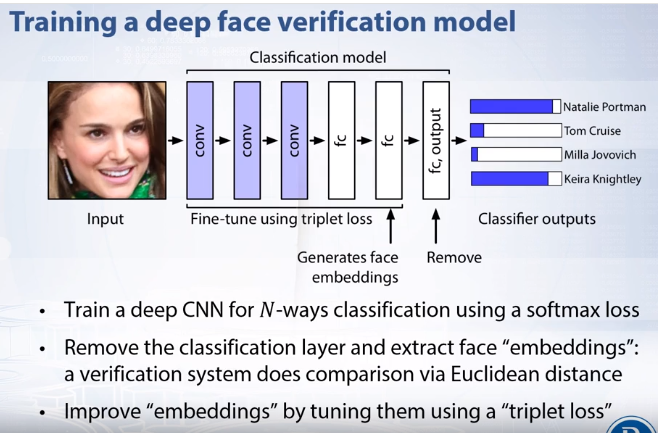 Training a deep face verification model
Classification model
conv
conv
conv
fc
fc
fc, output
Natalie Portman
Tom Cruise
Milla Jovovich
Keira Knightley
Input
Fine-tune using triplet loss
Classifier outputs
Generates face
embeddings
Remove
• Train a deep CNN for N-ways classification using a softmax loss
• Remove the classification layer and extract face “embeddings”:
a verification system does comparison via Euclidean distance
• Improve “embeddings” by tuning them using a “triplet loss”